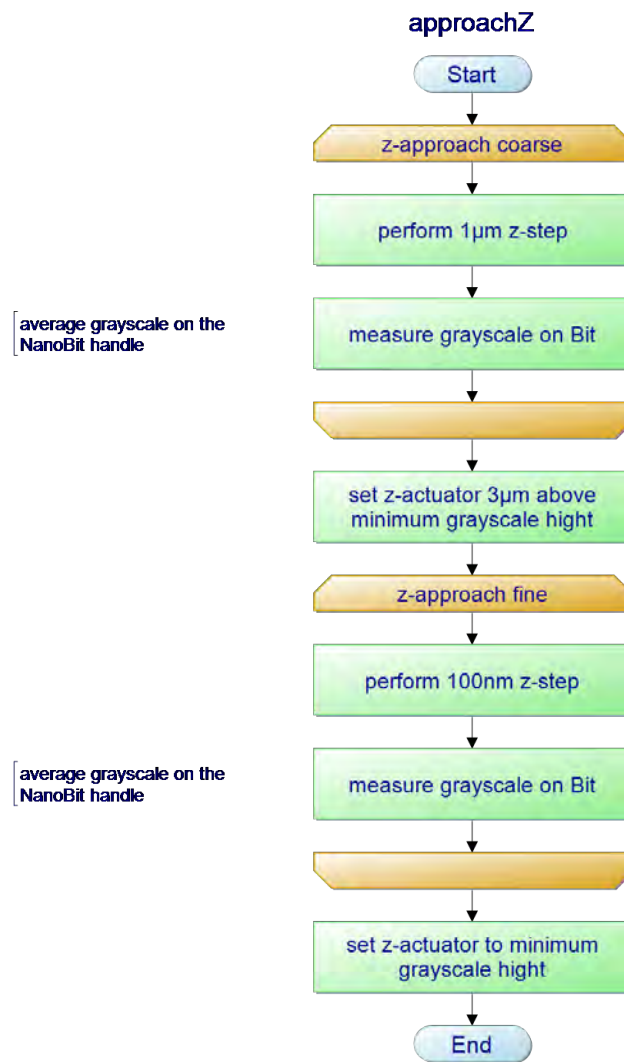 approachZ
Start
z-approach coarse
perform 1µm z-step
average grayscale on the
NanoBit handle
measure grayscale on Bit
set z-actuator 3µm above
minimum grayscale hight
z-approach fine
perform 100nm z-step
average grayscale on the
NanoBit handle
measure grayscale on Bit
set z-actuator to minimum
grayscale hight
End